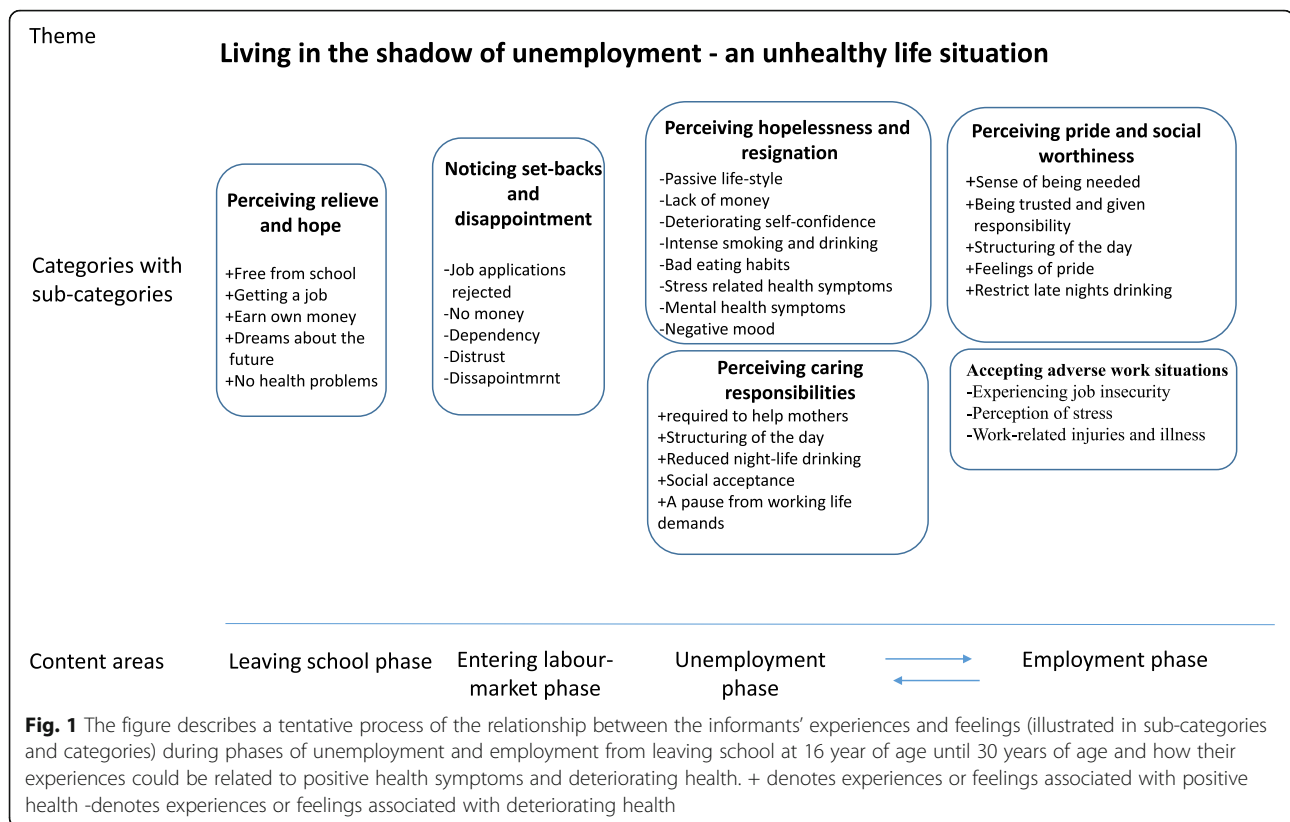 Theme
Living in the shadow of unemployment - an unhealthy life situation
Categories with
sub-categories
Perceiving relieve
and hope
+Free from school
+Getting a job
+Earn own money
+Dreams about the
future
+No health problems
Noticing set-backs
and
disappointment
-Job applications
rejected
-No money
-Dependency
-Distrust
-Dissapointmrnt
Perceiving hopelessness and
resignation
-Passive life-style
-Lack of money
-Deteriorating self-confidence
-Intense smoking and drinking
-Bad eating habits
-Stress related health symptoms
-Mental health symptoms
-Negative mood
Perceiving caring
responsibilities
+required to help mothers
+Structuring of the day
+Reduced night-life drinking
+Social acceptance
+A pause from working life
demands
Perceiving pride and social
worthiness
+Sense of being needed
+Being trusted and given
responsibility
+Structuring of the day
+Feelings of pride
+Restrict late nights drinking
Accepting adverse work situations
-Experiencing job insecurity
-Perception of stress
-Work-related injuries and illness
Content areas
Leaving school phase
Entering labour-
market phase
Unemployment
phase
Employment phase
Fig. 1 The figure describes a tentative process of the relationship between the informants' experiences and feelings (illustrated in sub-categories
and categories) during phases of unemployment and employment from leaving school at 16 year of age until 30 years of age and how their
experiences could be related to positive health symptoms and deteriorating health. + denotes experiences or feelings associated with positive
health -denotes experiences or feelings associated with deteriorating health